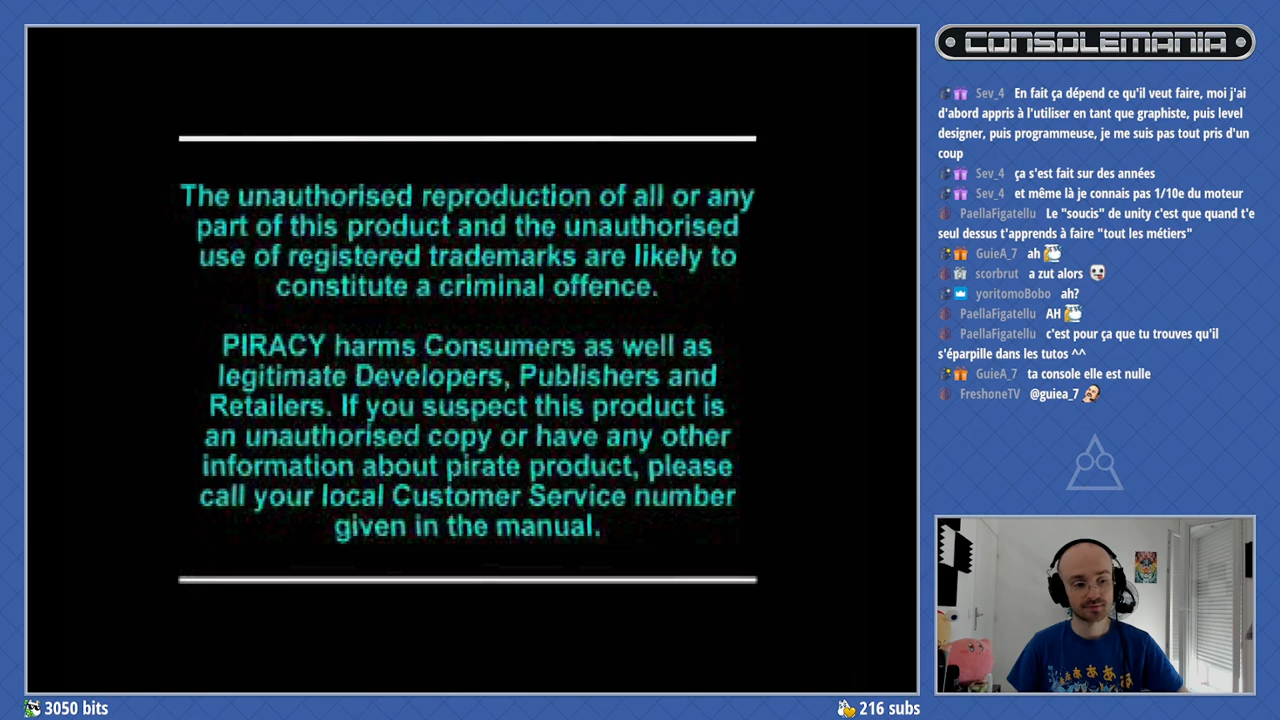 CONSOLEMANIA
The unauthorised reproduction of all or any
part of this product and the unauthorised
use of registered trademarks are likely to
constitute a criminal offence.
PIRACY harms Consumers as well as
legitimate Developers, Publishers and
Retailers. If you suspect this product is
an unauthorised copy or have any other
information about pirate product, please
call your local Customer Service number
given in the manual.
Sev_4 En fait ça dépend ce qu'il veut faire, moi j'ai
d'abord appris à l'utiliser en tant que graphiste, puis level
designer, puis programmeuse, je me suis pas tout pris d'un
coup
Sev_4 ça s'est fait sur des années
Sev_4 et même là je connais pas 1/10e du moteur
PaellaFigatellu Le "soucis" de unity c'est que quand t'e
seul dessus t'apprends à faire "tout les métiers"
GuieA_7 ah
scorbrut a zut alors
yoritomoBobo ah?
PaellaFigatellu AH
PaellaFigatellu c'est pour ça que tu trouves qu'il
s'éparpille dans les tutos ^^
GuieA_7 ta console elle est nulle
FreshoneTV @guiea_7
3050 bits
216 subs